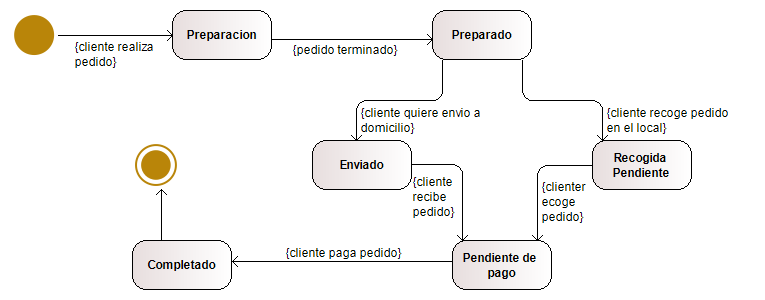 {cliente realiza
pedido}
Preparacion
{pedido terminado}
Preparado
{cliente quiere envio a
domicilio}
{cliente recoge pedido
en el local}
Enviado
Recogida
Pendiente
{cliente
recibe
pedido}
{clienter
ecoge
pedido}
Completado
{cliente paga pedido}
Pendiente de
pago